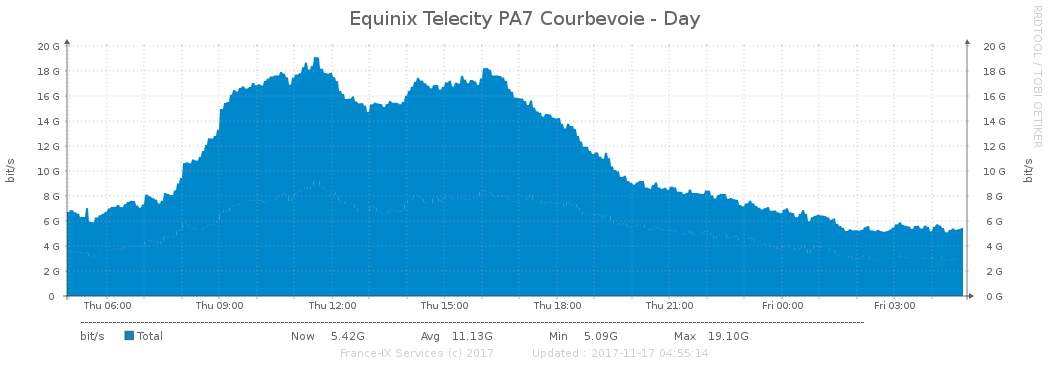 Equinix Telecity PA7 Courbevoie - Day
RRDTOOL / TOBI OETIKER
bit/s
bit/s
20 G 20 G
18 G 18 G
16 G 16 G
14 G 14 G
12 G 12 G
10 G 10 G
8 G 8 G
6 G 6 G
4 G 4 G
2 G 2 G
0 0 G
Thu 06:00 Thu 09:00 Thu 12:00 Thu 15:00 Thu 18:00 Thu 21:00 Fri 00:00 Fri 03:00
bit/s Total Now 5.42G Avg 11.13G Min 5.09G Max 19.10G
France-IX Services (c) 2017 Updated : 2017-11-17 04:55:14